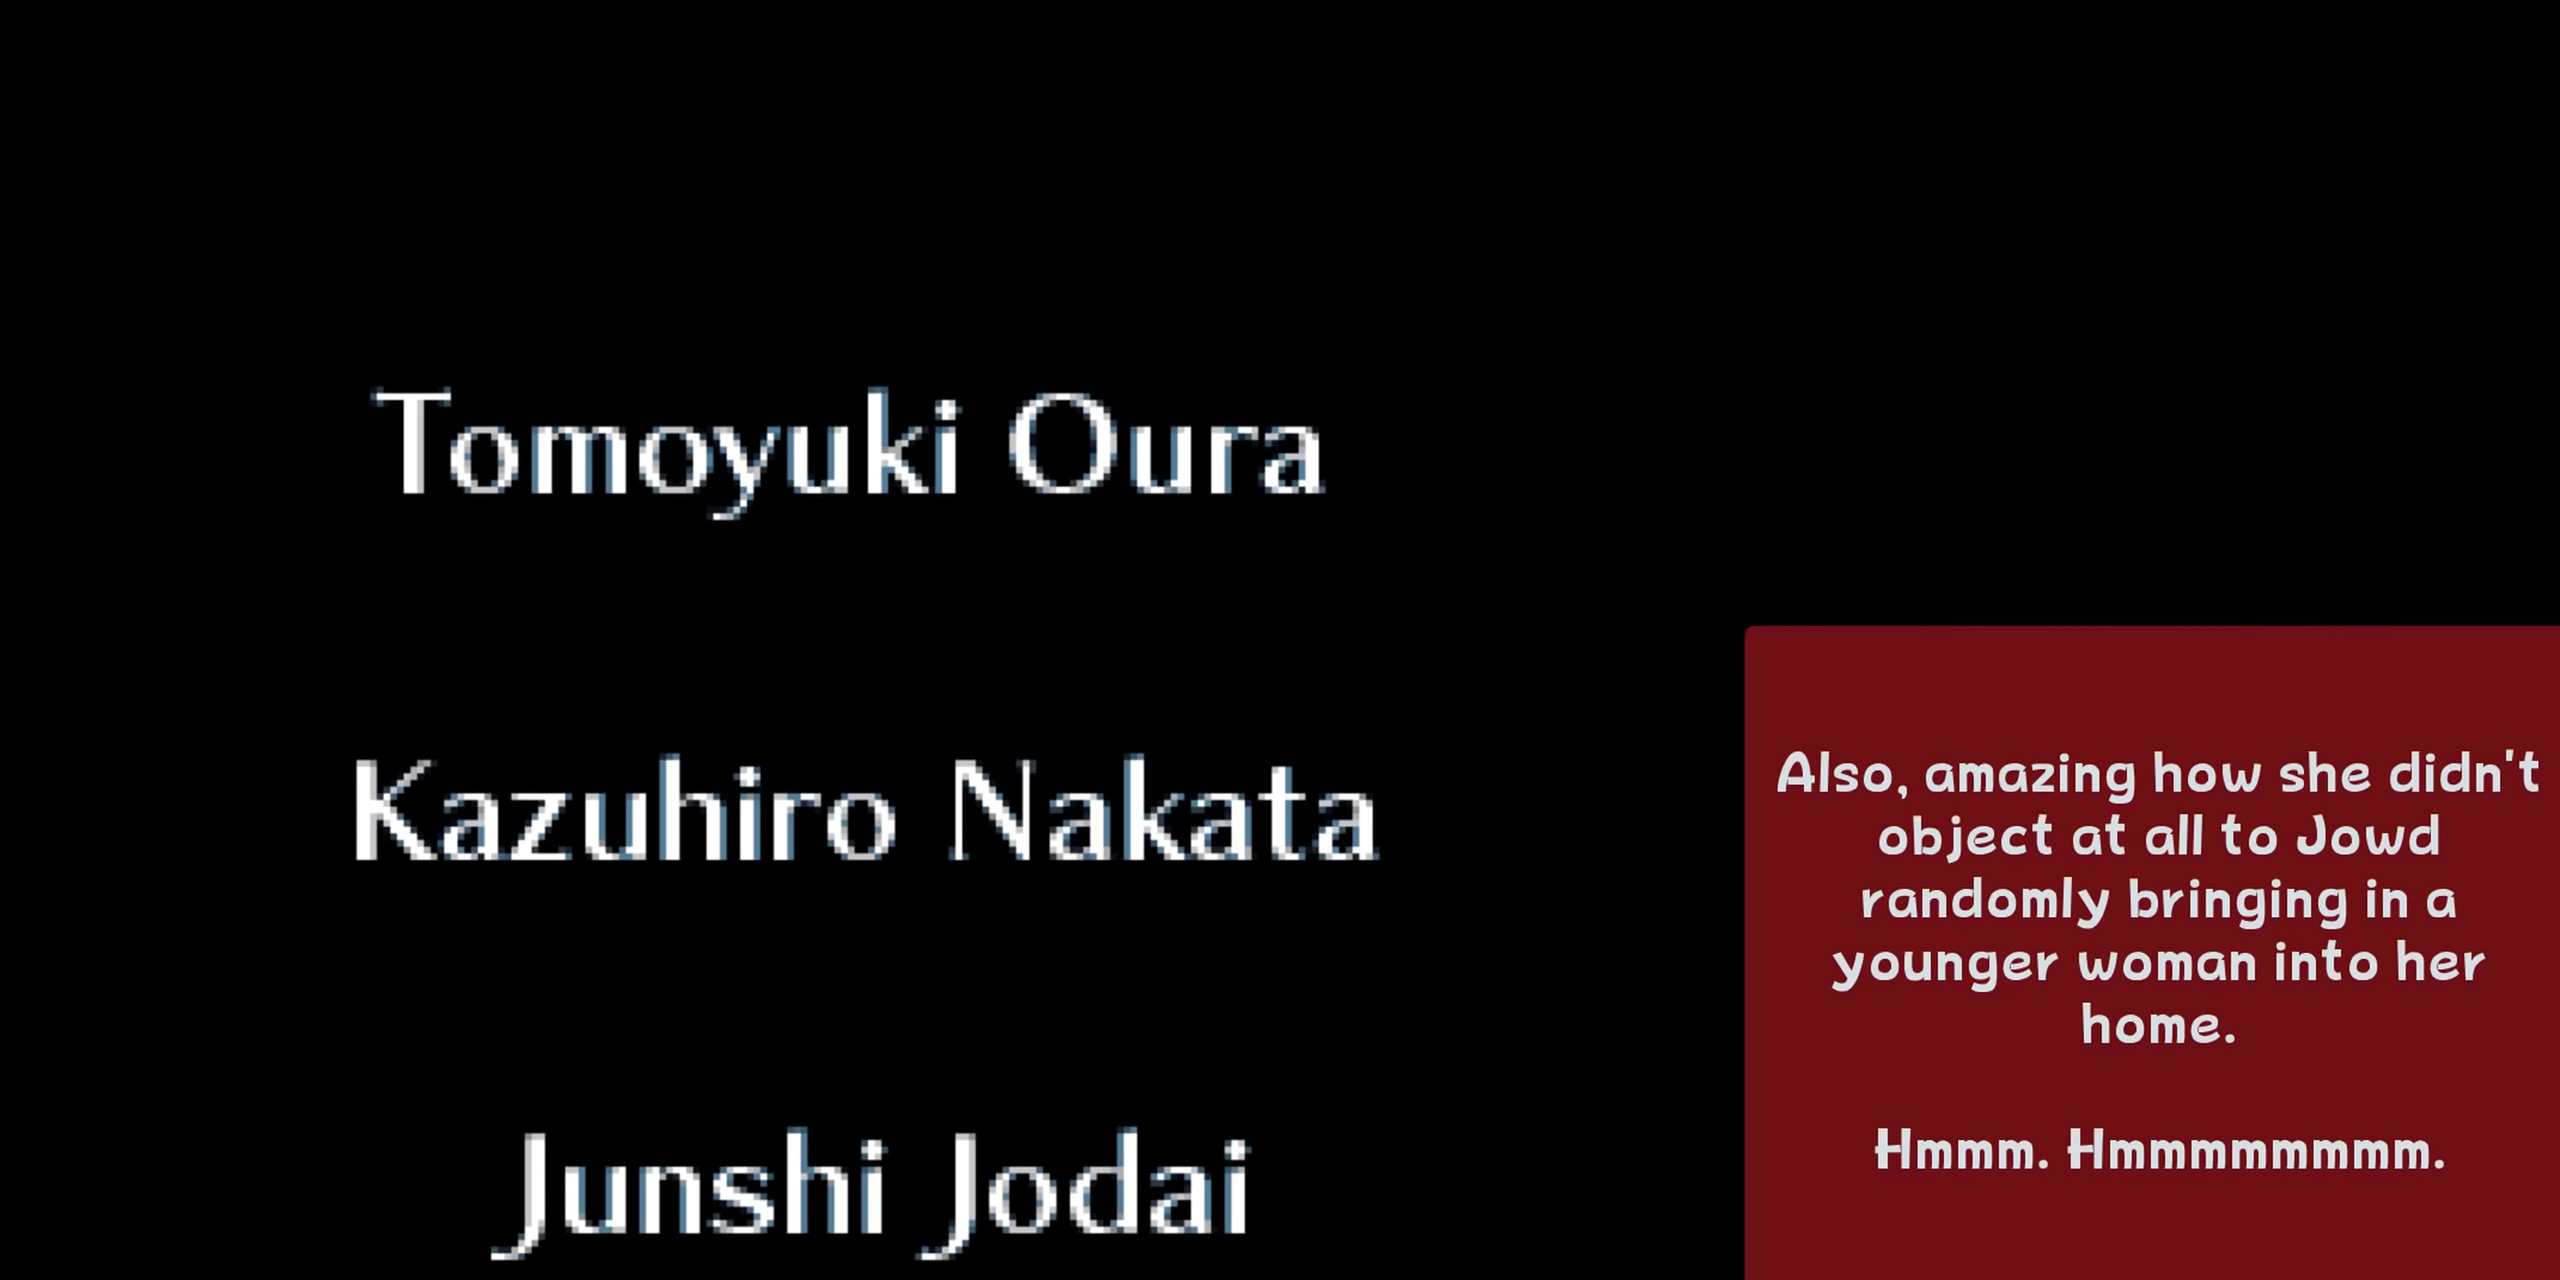 Tomoyuki Oura
Kazuhiro Nakata
Junshi Jodai
Also, amazing how she didn't
object at all to Jowd
randomly bringing in a
younger woman into her
home.
Hmmm. Hmmmmmmmm.